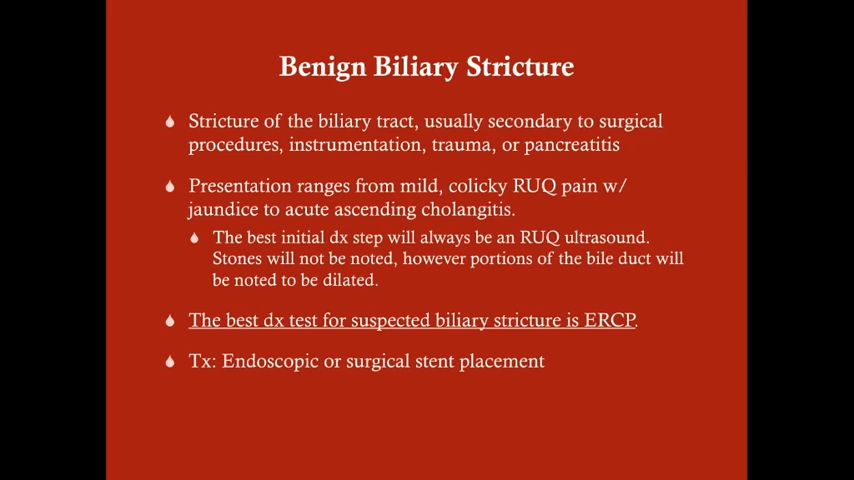 Benign Biliary Stricture
Stricture of the biliary tract, usually secondary to surgical
procedures, instrumentation, trauma, or pancreatitis
Presentation ranges from mild, colicky RUQ pain w/
jaundice to acute ascending cholangitis.
The best initial dx step will always be an RUQ ultrasound.
Stones will not be noted, however portions of the bile duct will
be noted to be dilated.
The best dx test for suspected biliary stricture is ERCP.
Tx: Endoscopic or surgical stent placement